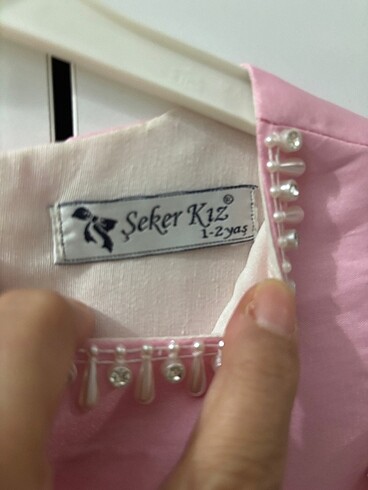 Şeker Kız®
1-2 yaş